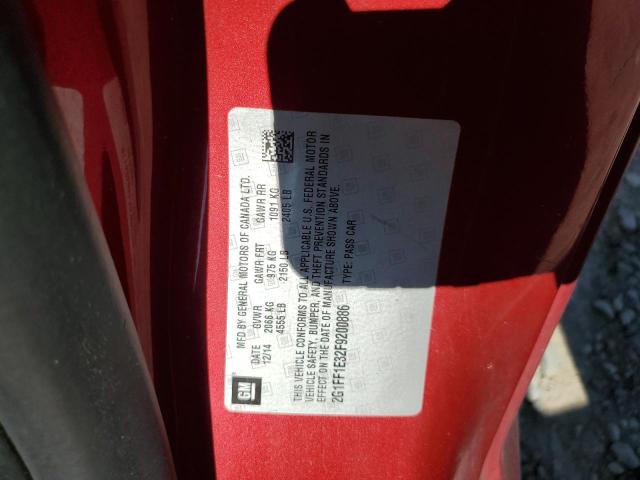 MFD BY GENERAL MOTORS OF CANADA LTD.
DATE GVWR GAWR FRT GAWR RR
12/14 2066 KG 975 KG 1091 KG
4555 LB 2150 LB 2405 LB
THIS VEHICLE CONFORMS TO ALL APPLICABLE U.S. FEDERAL MOTOR
VEHICLE SAFETY, BUMPER, AND THEFT PREVENTION STANDARDS IN
EFFECT ON THE DATE OF MANUFACTURE SHOWN ABOVE.
2G1FF1E32F9200886 TYPE: PASS CAR
GM